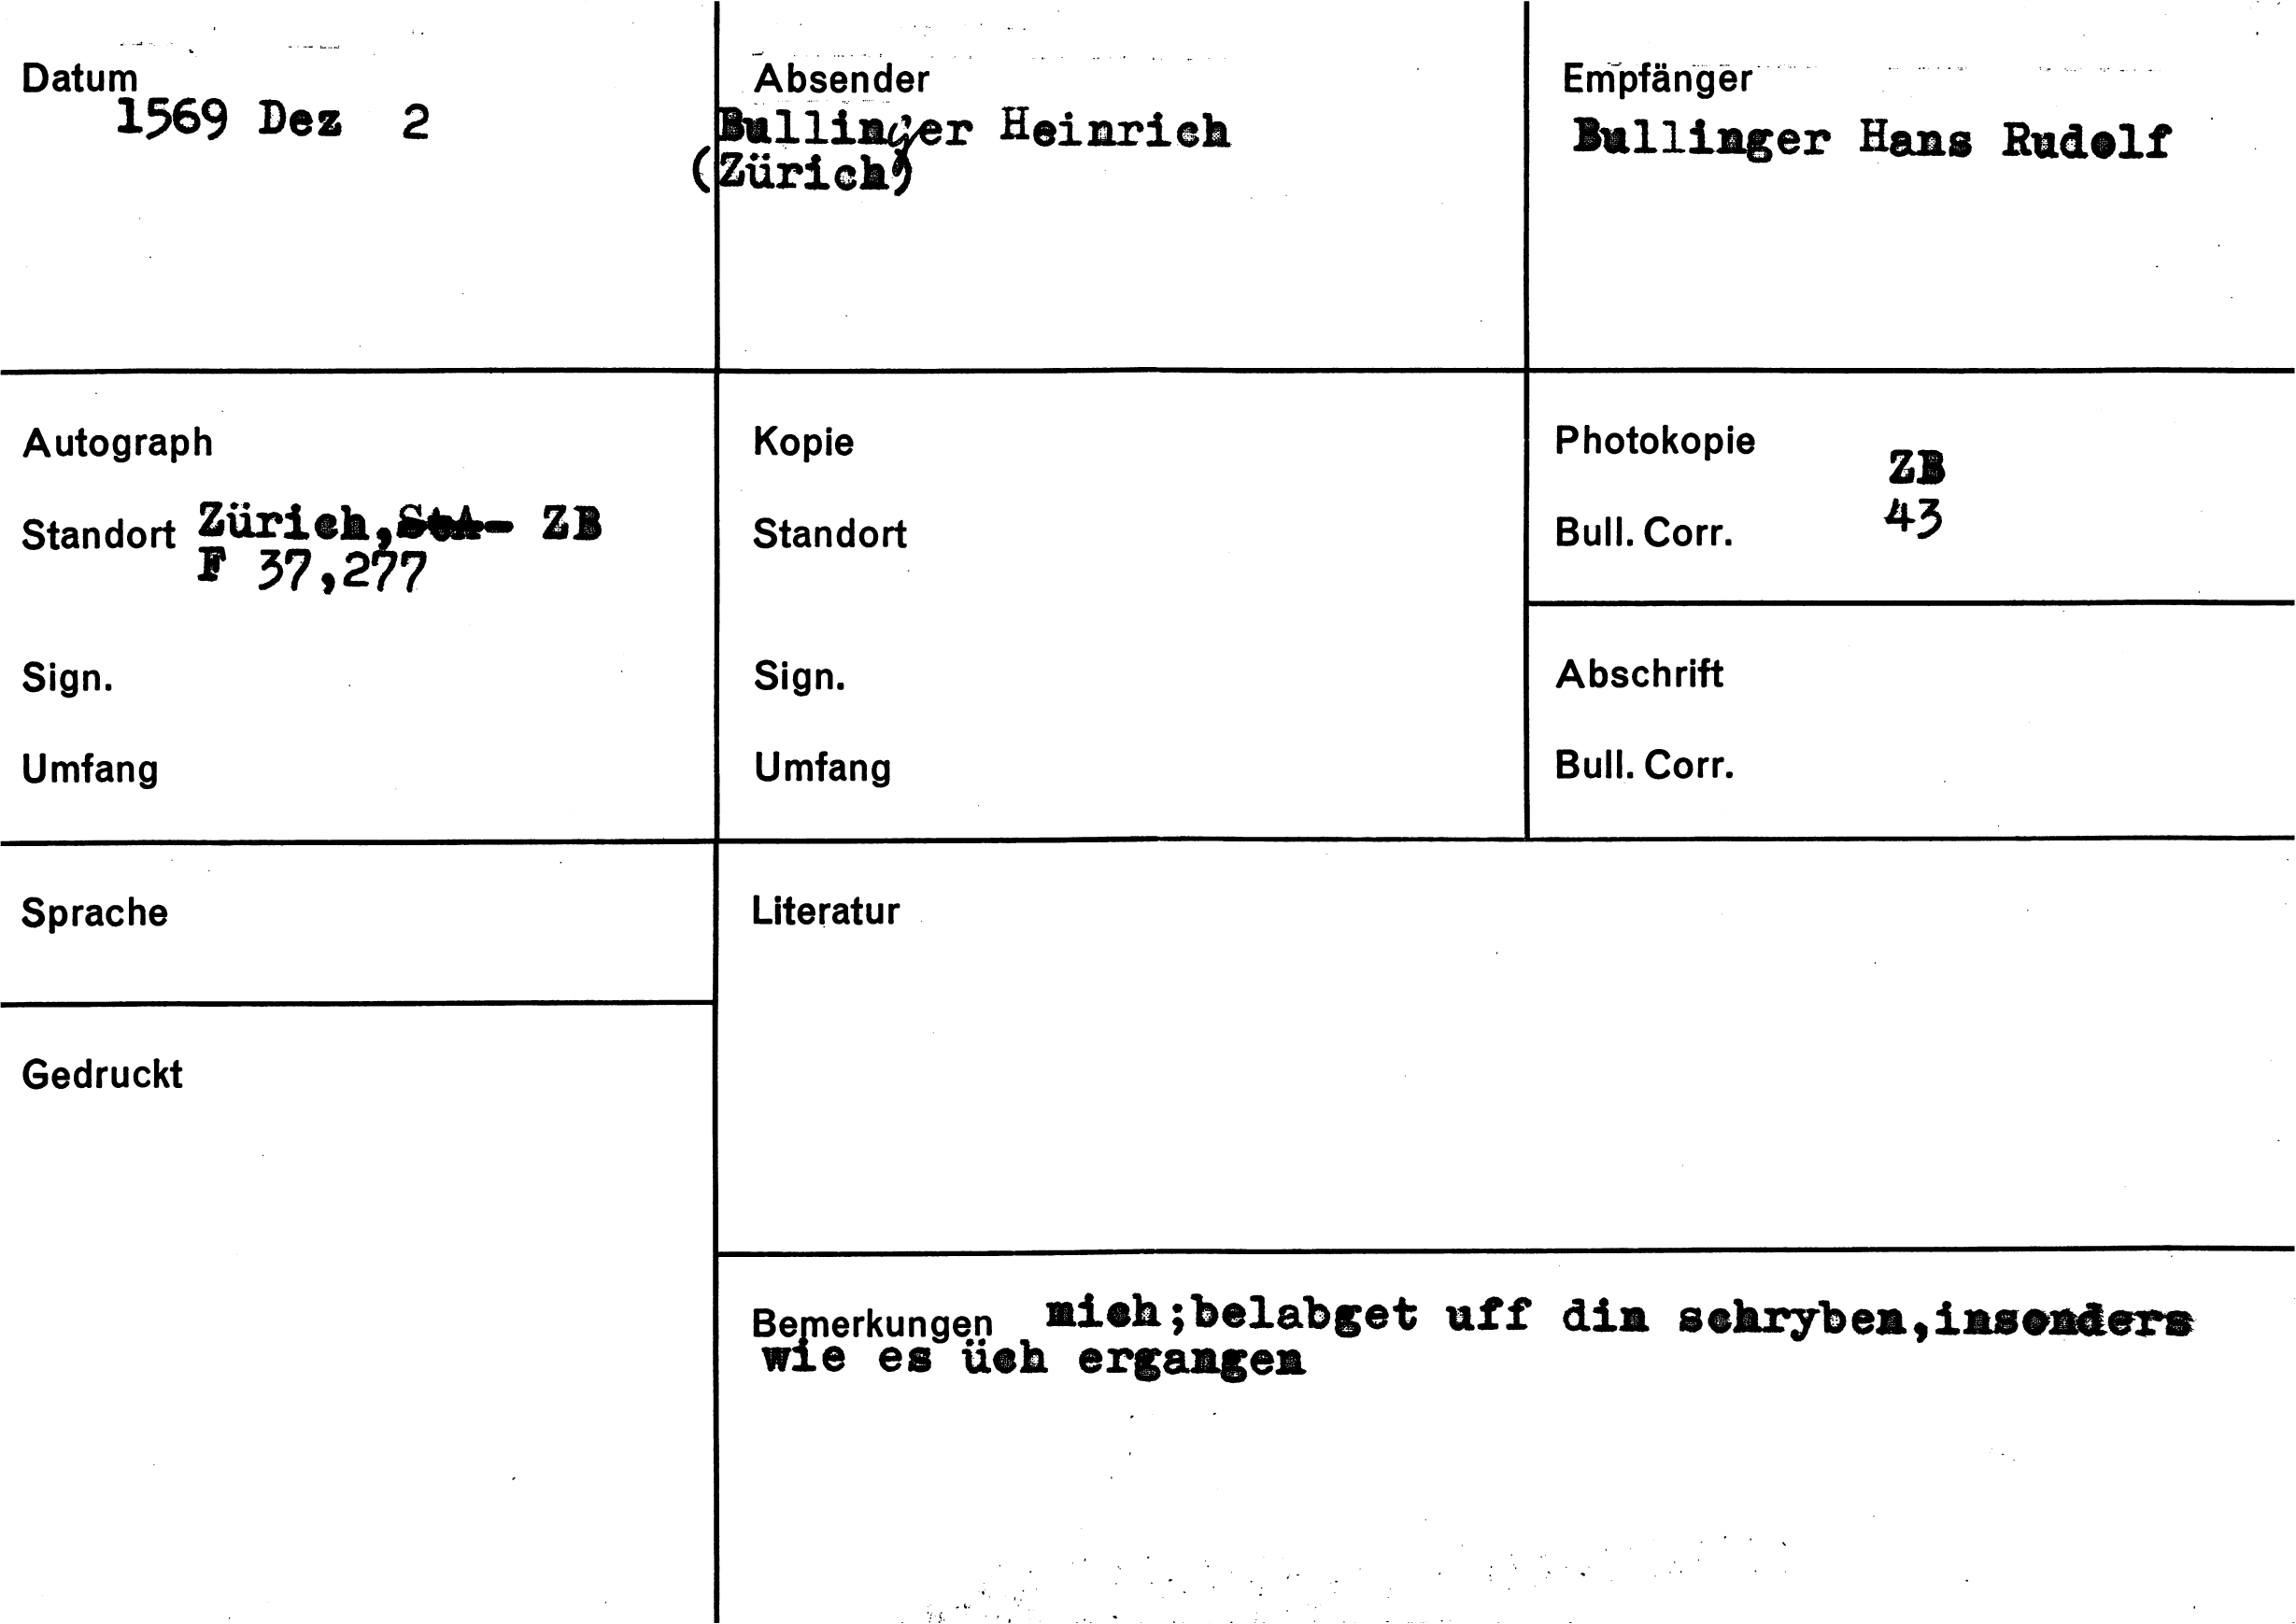 Datum
1569 Dez 2
Absender
Bullinger Heinrich
(Zürich)
Empfänger
Bullinger Hans Rudolf
Autograph
Standort Zürich, StA- ZB
F 37,277
Sign.
Umfang
Kopie
Standort
Sign.
Umfang
Photokopie
ZB
Bull. Corr. 43
Abschrift
Bull. Corr.
Sprache
Gedruckt
Literatur
Bemerkungen mich;belabget uff din schryben,insonders
wie es üch ergangen